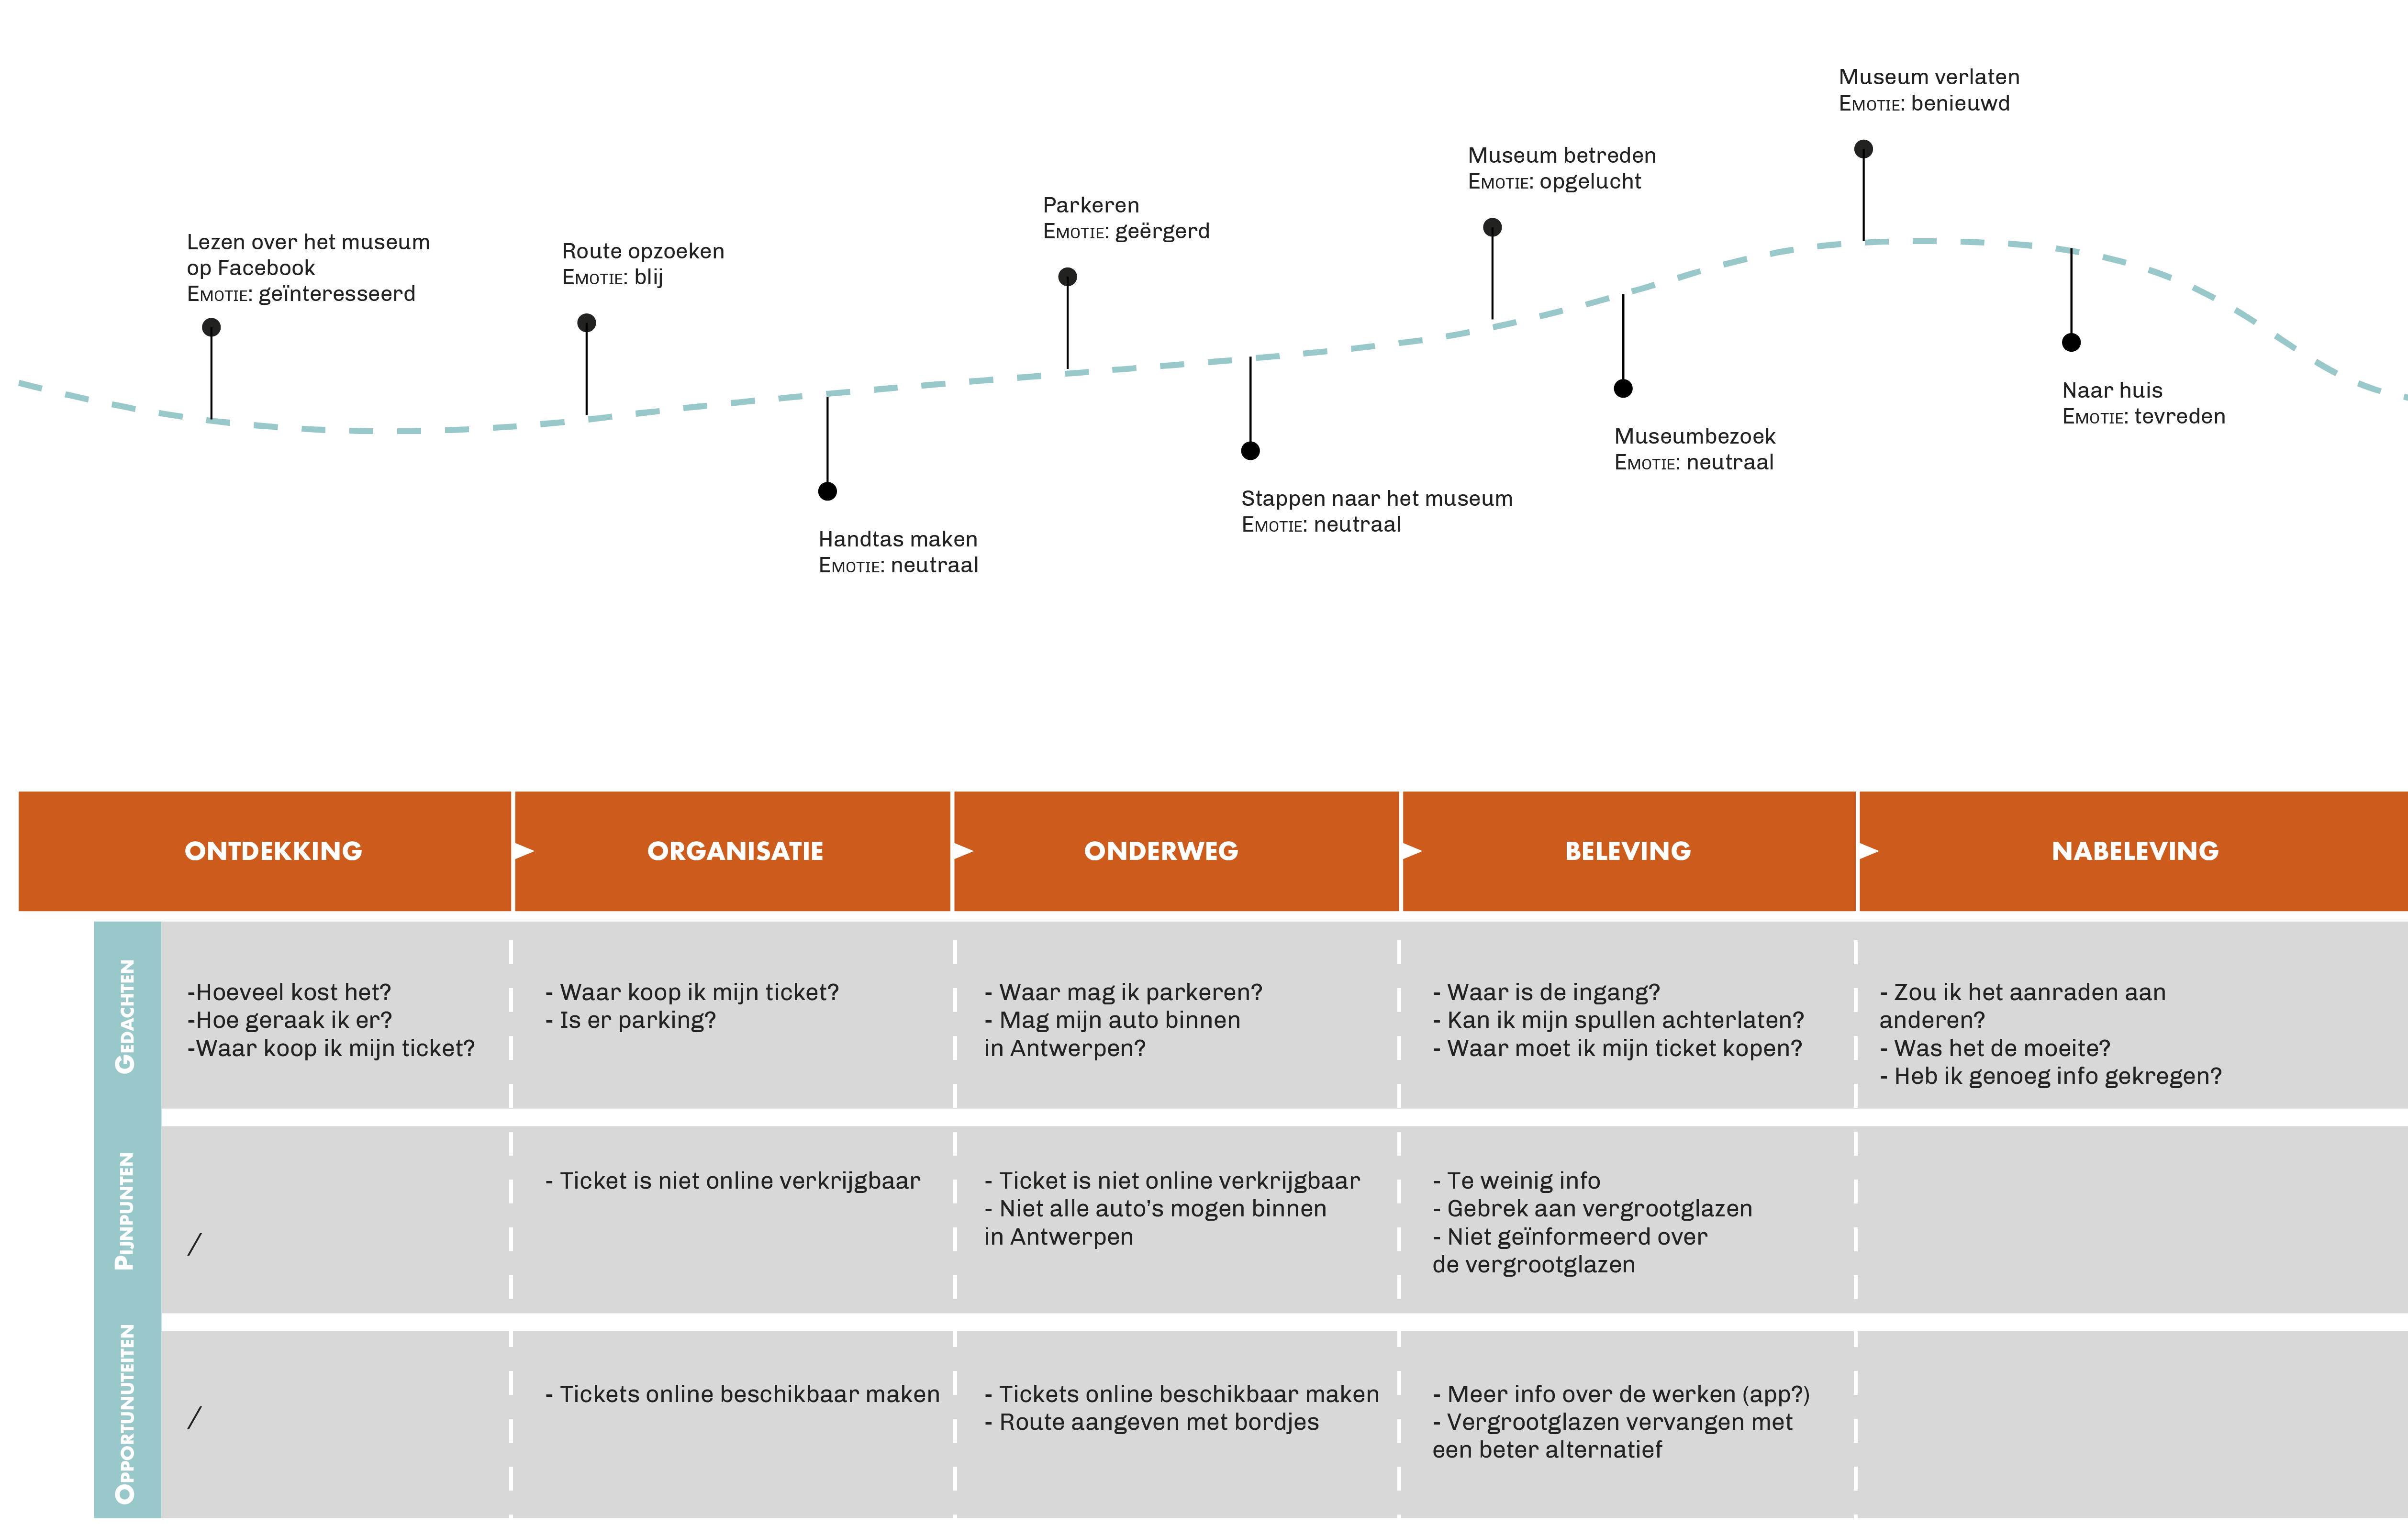 Museum verlaten
Emotie: benieuwd
Museum betreden
Emotie: opgelucht
Parkeren
Emotie: geërgerd
Lezen over het museum
op Facebook
Emotie: geïnteresseerd
Route opzoeken
Emotie: blij
Naar huis
Emotie: tevreden
Museumbezoek
Emotie: neutraal
Stappen naar het museum
Emotie: neutraal
Handtas maken
Emotie: neutraal
ONTDEKKING
ORGANISATIE
ONDERWEG
BELEVING
NABELEVING
Gedachten
-Hoeveel kost het?
-Hoe geraak ik er?
-Waar koop ik mijn ticket?
- Waar koop ik mijn ticket?
- Is er parking?
- Waar mag ik parkeren?
- Mag mijn auto binnen
in Antwerpen?
- Waar is de ingang?
- Kan ik mijn spullen achterlaten?
- Waar moet ik mijn ticket kopen?
- Zou ik het aanraden aan
anderen?
- Was het de moeite?
- Heb ik genoeg info gekregen?
Pijnpunten
/
- Ticket is niet online verkrijgbaar
- Ticket is niet online verkrijgbaar
- Niet alle auto's mogen binnen
in Antwerpen
- Te weinig info
- Gebrek aan vergrootglazen
- Niet geïnformeerd over
de vergrootglazen
Opportunuteiten
/
- Tickets online beschikbaar maken
- Tickets online beschikbaar maken
- Route aangeven met bordjes
- Meer info over de werken (app?)
- Vergrootglazen vervangen met
een beter alternatief